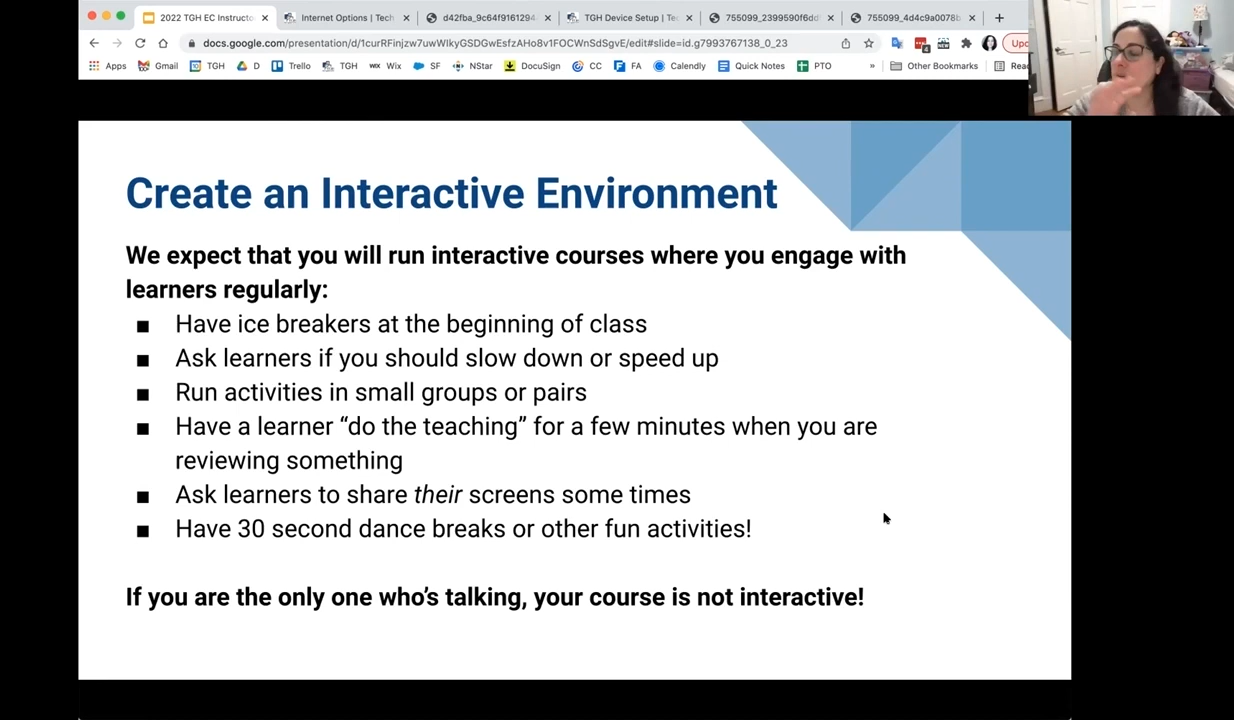 2022 TGH EC Instructo
Internet Options | Tech
d42fba_9c64f9161294
TGH Device Setup | Tec
755099_2399590f6dd
755099_4d4c9a0078b
docs.google.com/presentation/d/1curRFinjzw7uwWlkyGSDGwEsfzAHo8v1FOCWnSdSgvE/edit#slide=id.g7993767138_0_23
Apps Gmail TGH D Trello TGH Wix Wix SF NStar DocuSign CC FA Calendly Quick Notes PTO » Other Bookmarks
Create an Interactive Environment
We expect that you will run interactive courses where you engage with
learners regularly:
■ Have ice breakers at the beginning of class
■ Ask learners if you should slow down or speed up
■ Run activities in small groups or pairs
■ Have a learner “do the teaching” for a few minutes when you are
reviewing something
■ Ask learners to share their screens some times
■ Have 30 second dance breaks or other fun activities!
If you are the only one who’s talking, your course is not interactive!